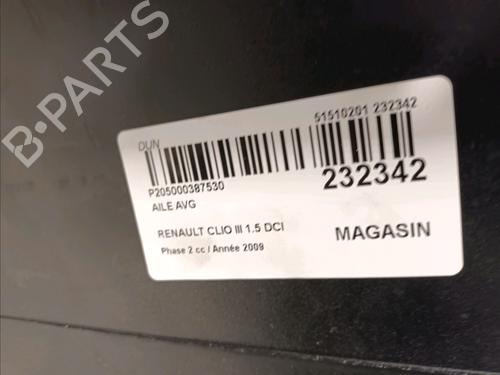 B-PARTS
DUN
51510201 232342
P205000387530
232342
AILE AVG
RENAULT CLIO III 1.5 DCI
MAGASIN
Phase 2 cc / Année 2009